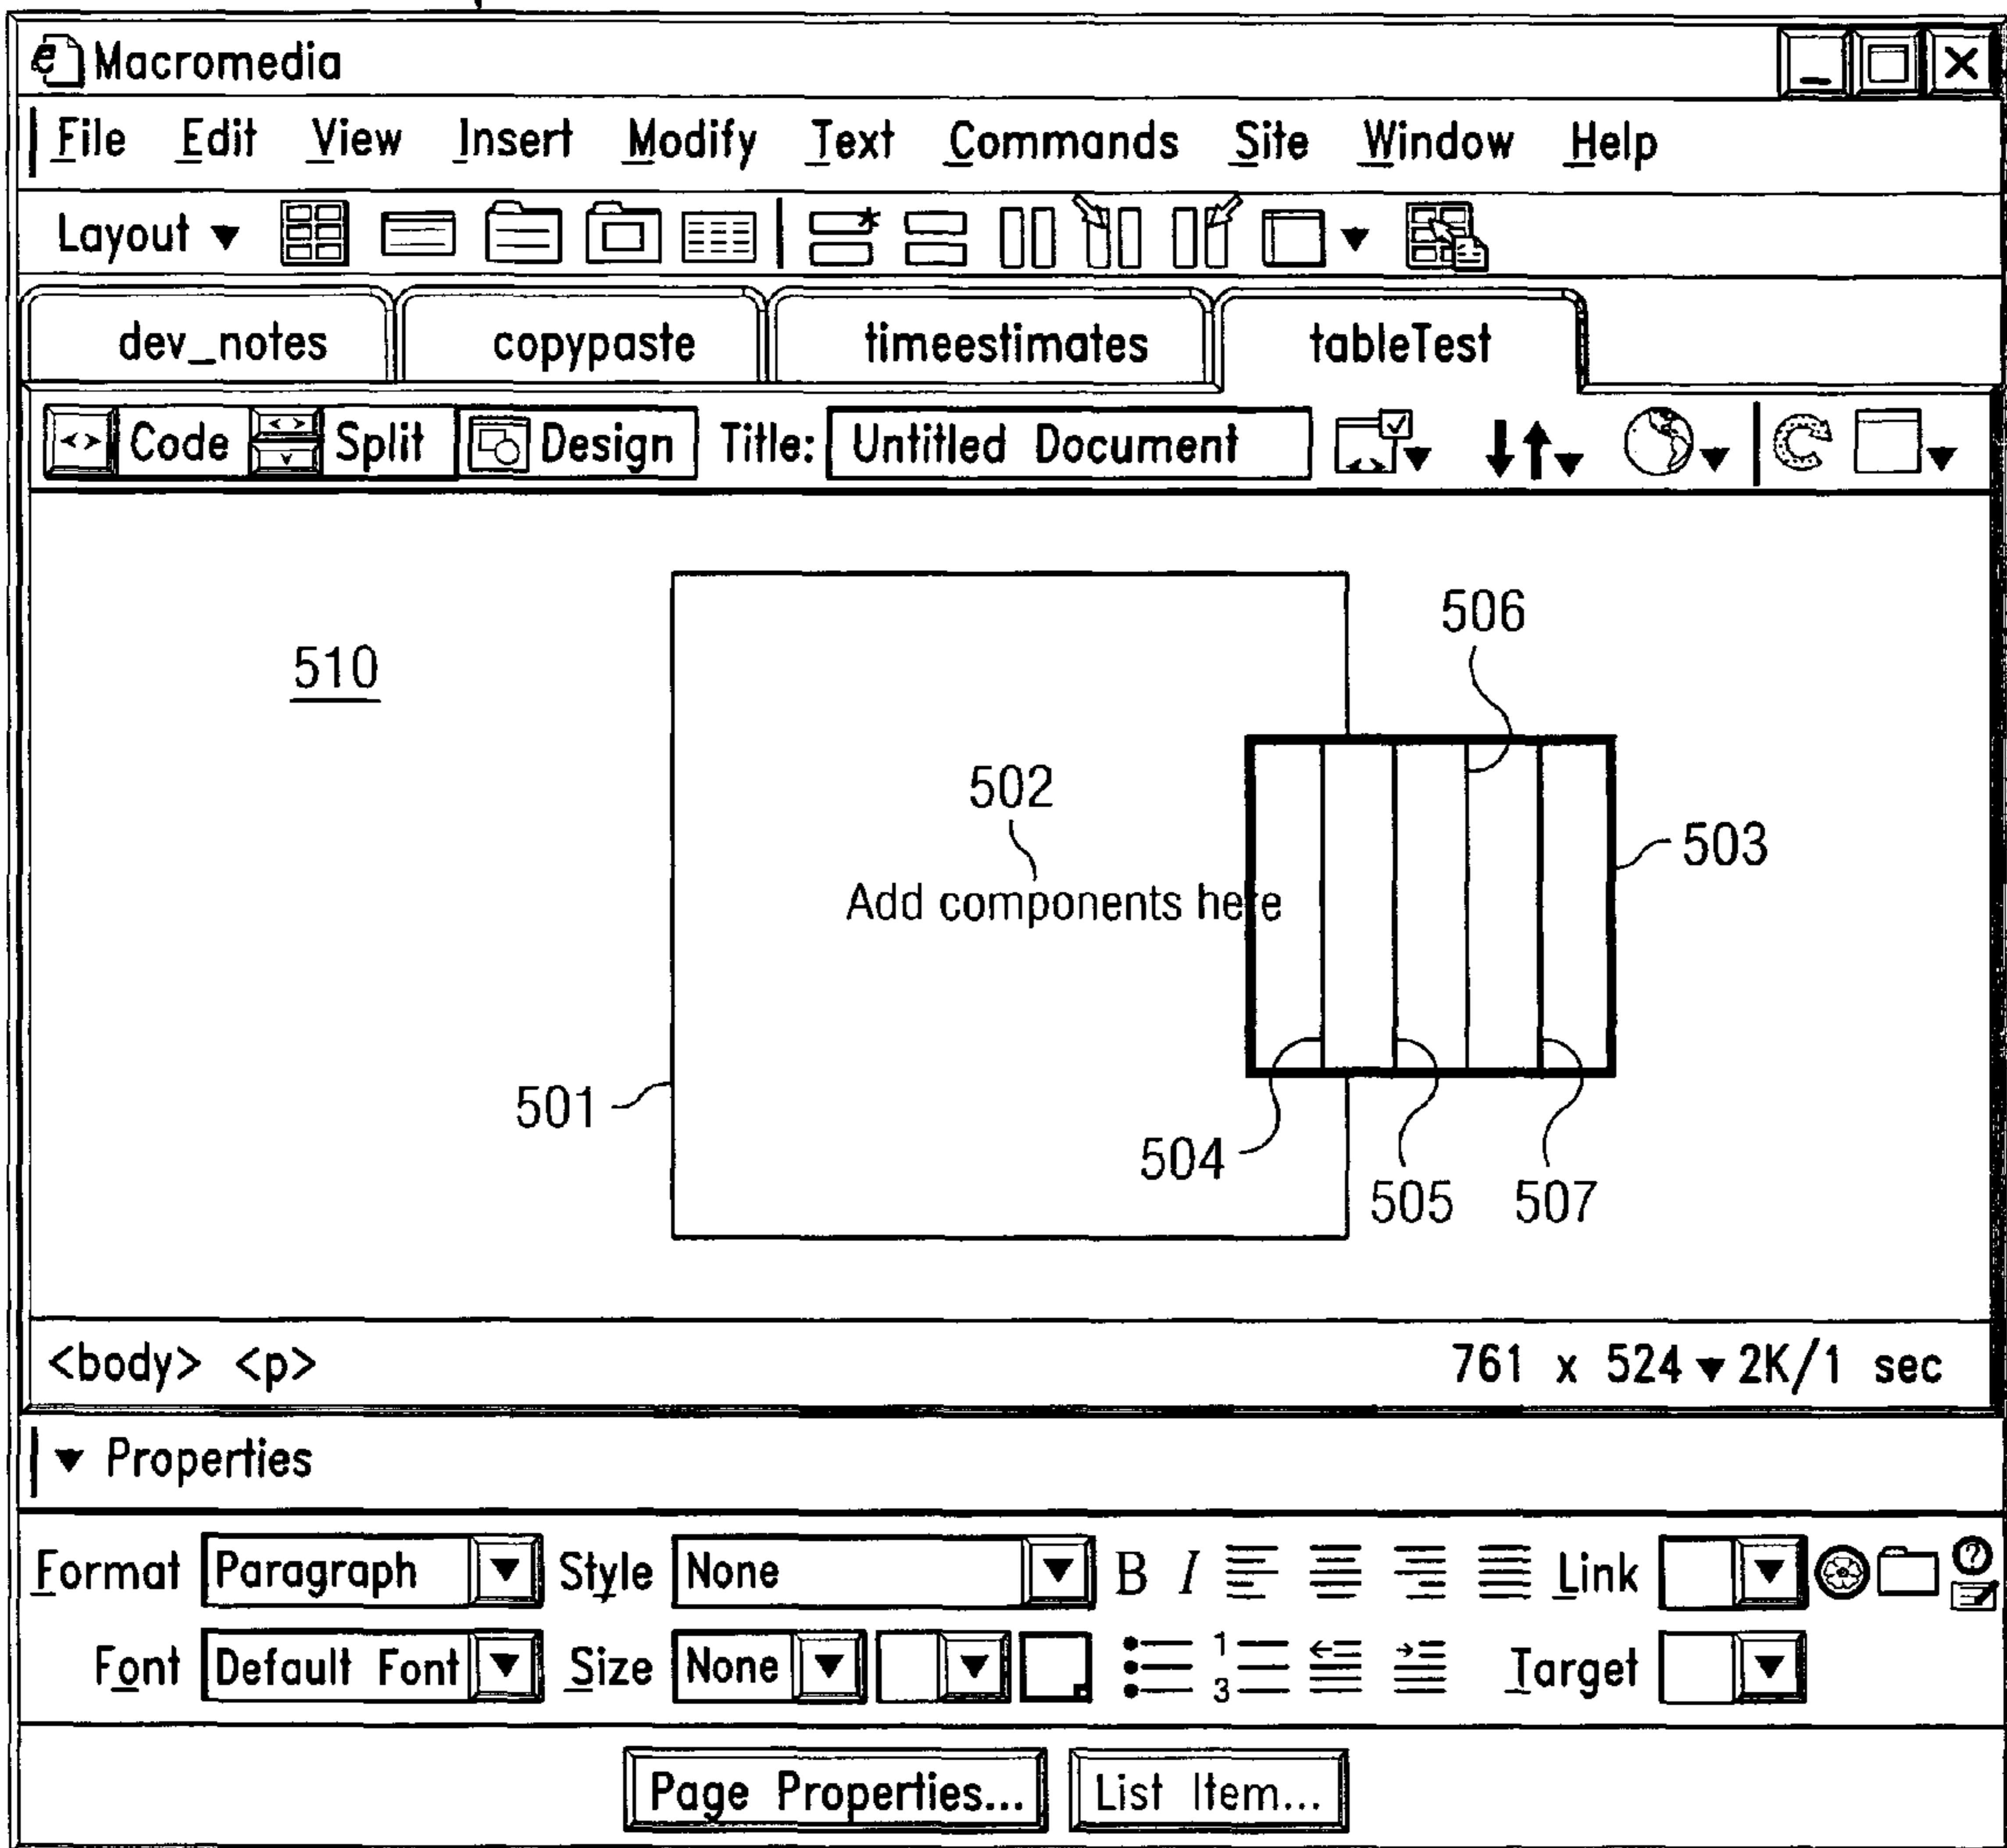 Macromedia
File Edit View Insert Modify Text Commands Site Window Help
Layout
dev_notes copypaste timeestimates tableTest
Code Split Design Title: Untitled Document
510
506
502
503
Add components here
501
504
505 507
<body> <p> 761 x 524 2K/1 sec
Properties
Format Paragraph Style None B I Link
Font Default Font Size None Target
Page Properties... List Item...